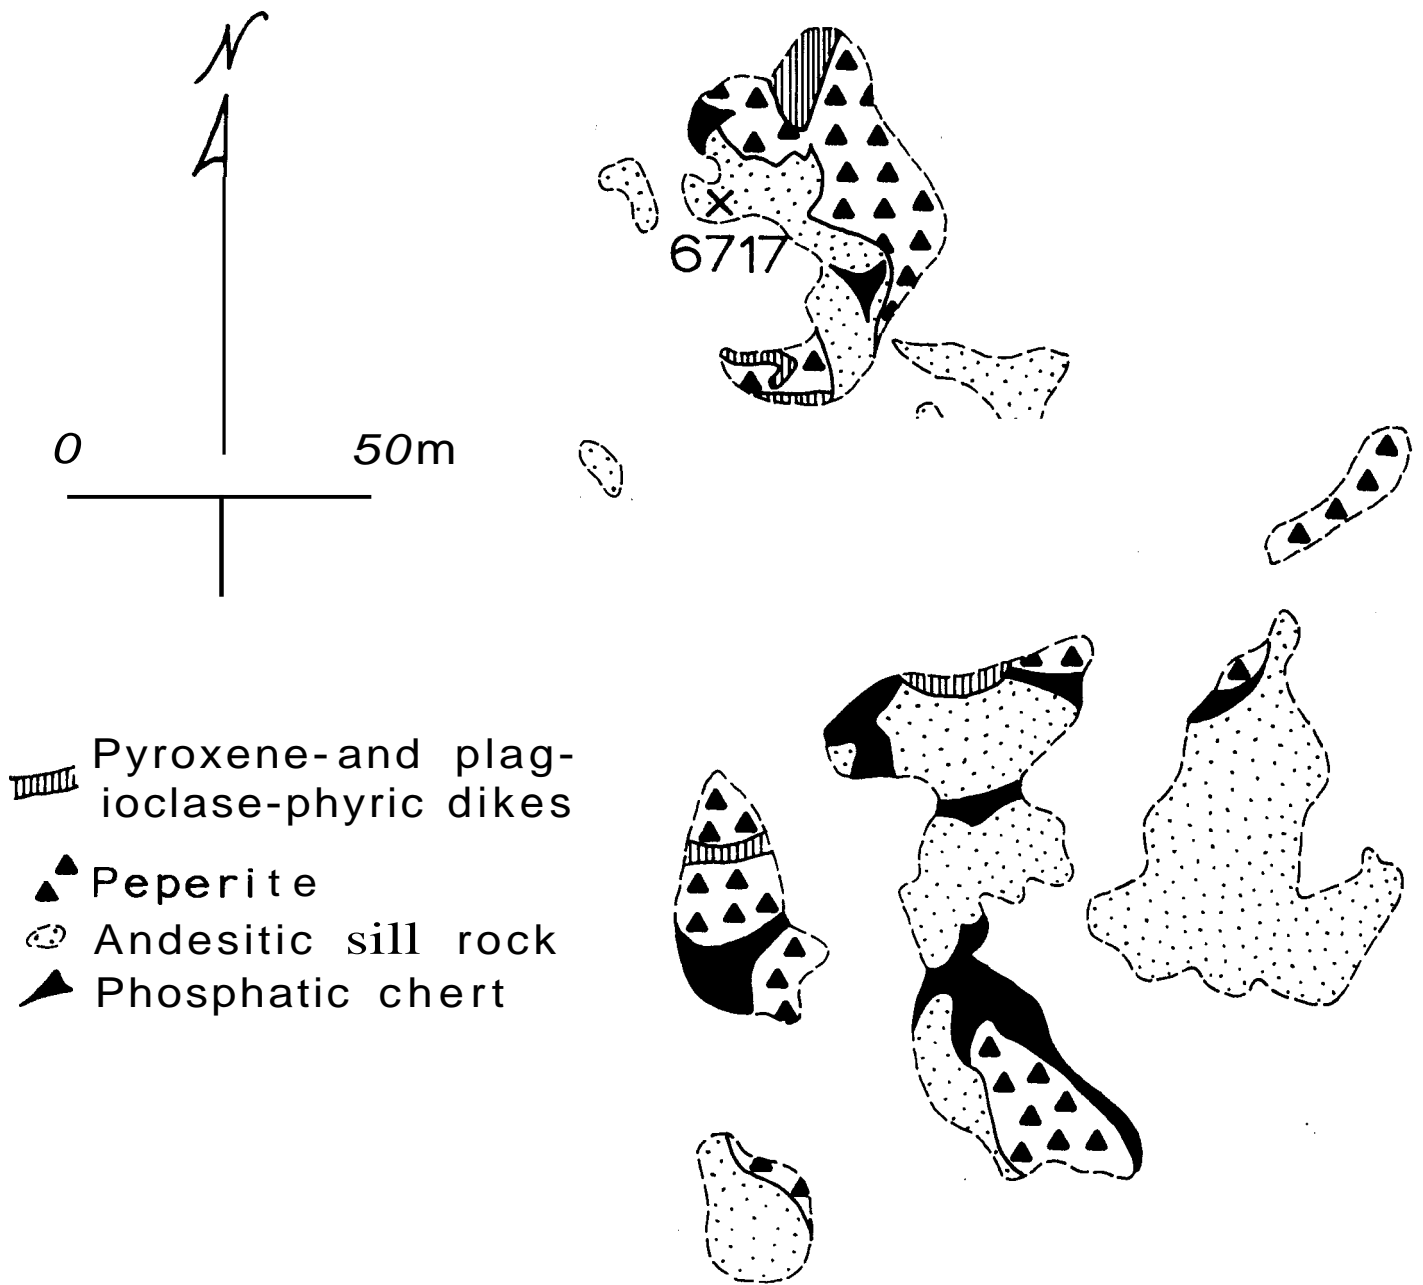 N
6717
0 50m
Pyroxene-and plag-
ioclase-phyric dikes
Peperite
Andesitic sill rock
Phosphatic chert